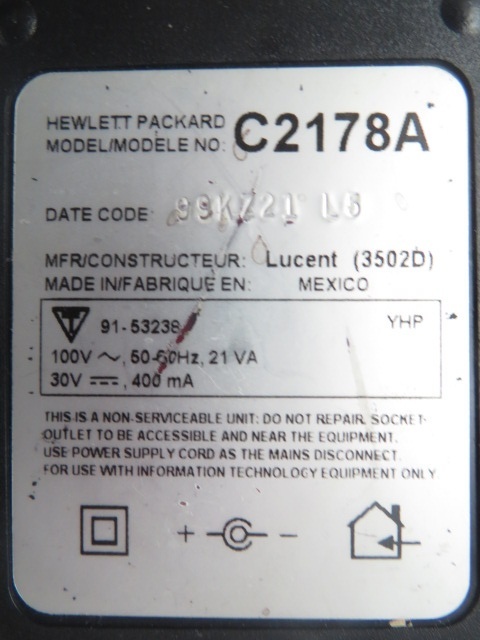 HEWLETT PACKARD
MODEL/MODÈLE NO: C2178A
DATE CODE: 99KZ21 L6
MFR/CONSTRUCTEUR: Lucent (3502D)
MADE IN/FABRIQUE EN: MEXICO
91-53238 YHP
100V ~, 50-60Hz, 21 VA
30V ⎓, 400 mA
THIS IS A NON-SERVICEABLE UNIT: DO NOT REPAIR. SOCKET-
OUTLET TO BE ACCESSIBLE AND NEAR THE EQUIPMENT.
USE POWER SUPPLY CORD AS THE MAINS DISCONNECT.
FOR USE WITH INFORMATION TECHNOLOGY EQUIPMENT ONLY
+ -